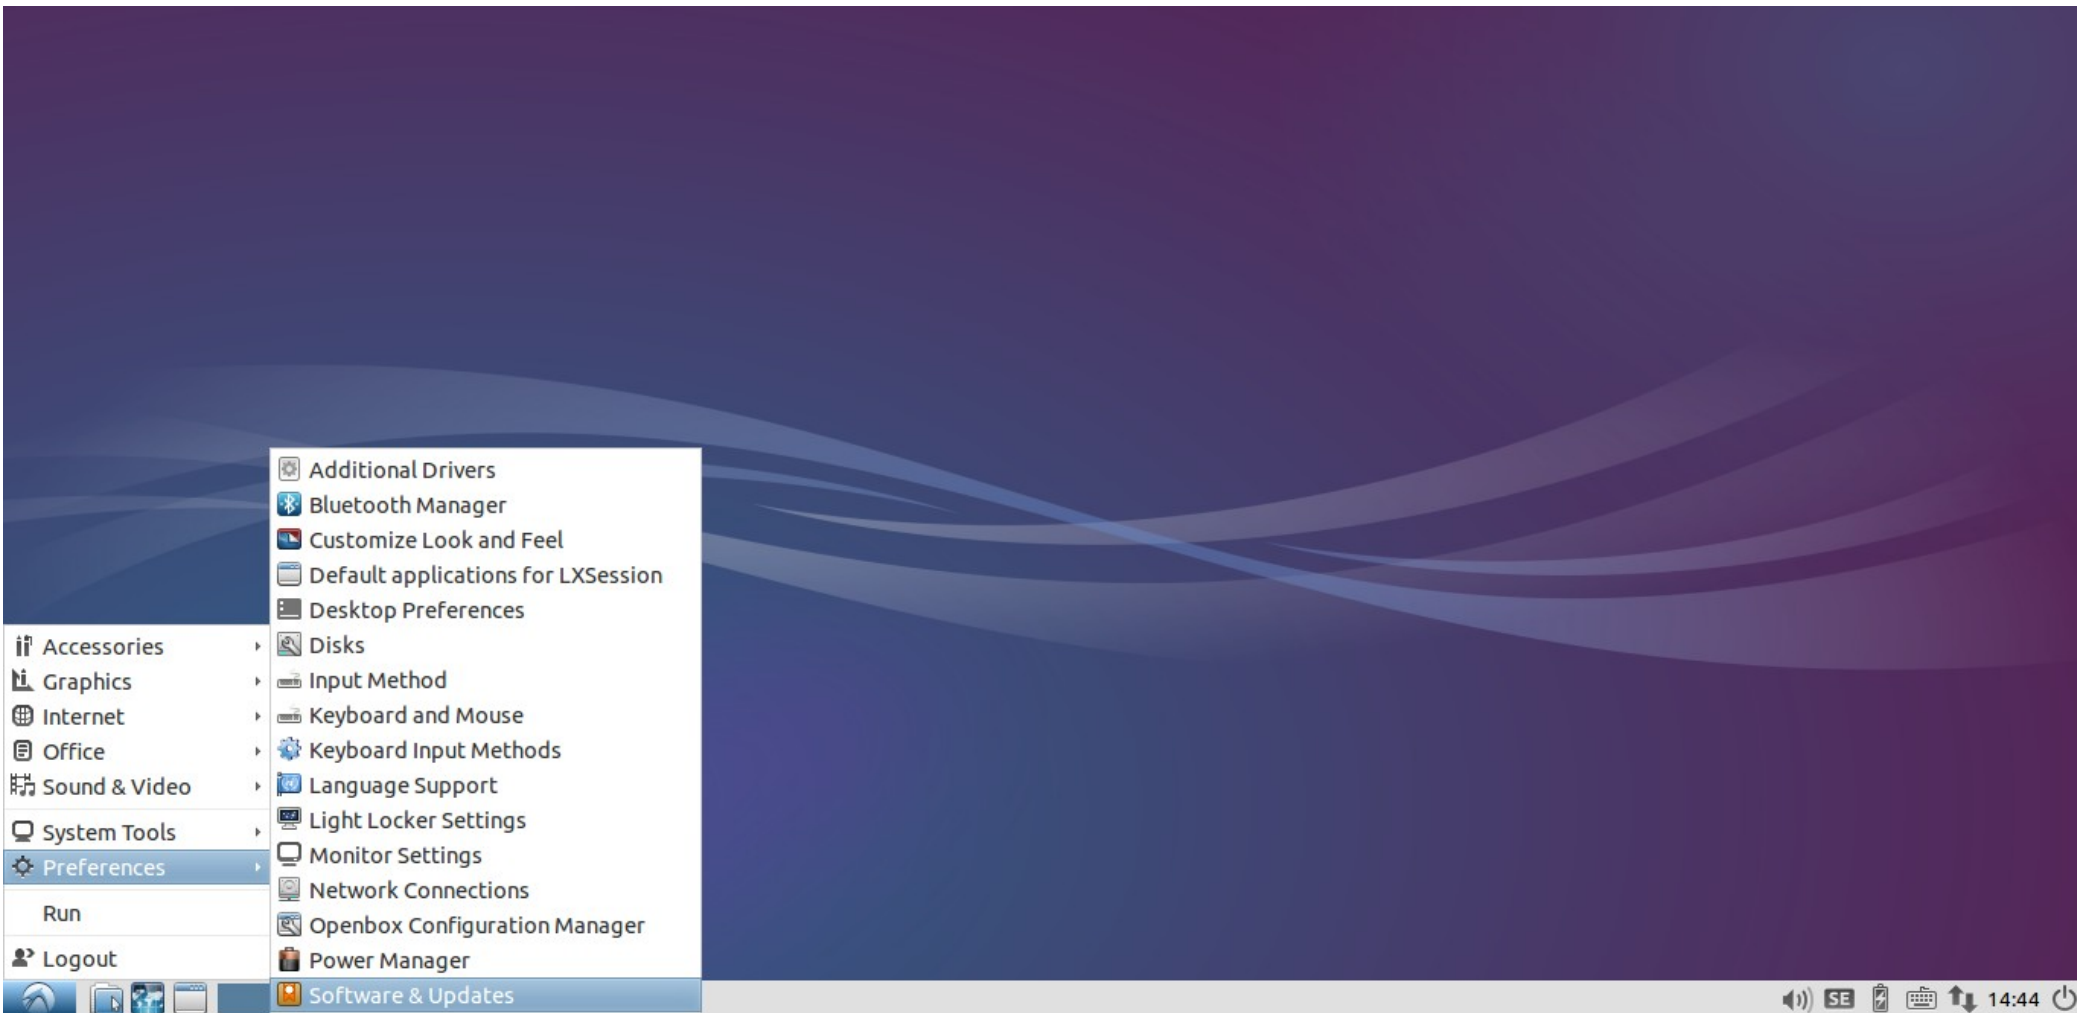 Additional Drivers
Bluetooth Manager
Customize Look and Feel
Default applications for LXSession
Desktop Preferences
Disks
Input Method
Keyboard and Mouse
Keyboard Input Methods
Language Support
Light Locker Settings
Monitor Settings
Network Connections
Openbox Configuration Manager
Power Manager
Software & Updates
Accessories
Graphics
Internet
Office
Sound & Video
System Tools
Preferences
Run
Logout
SE 14:44